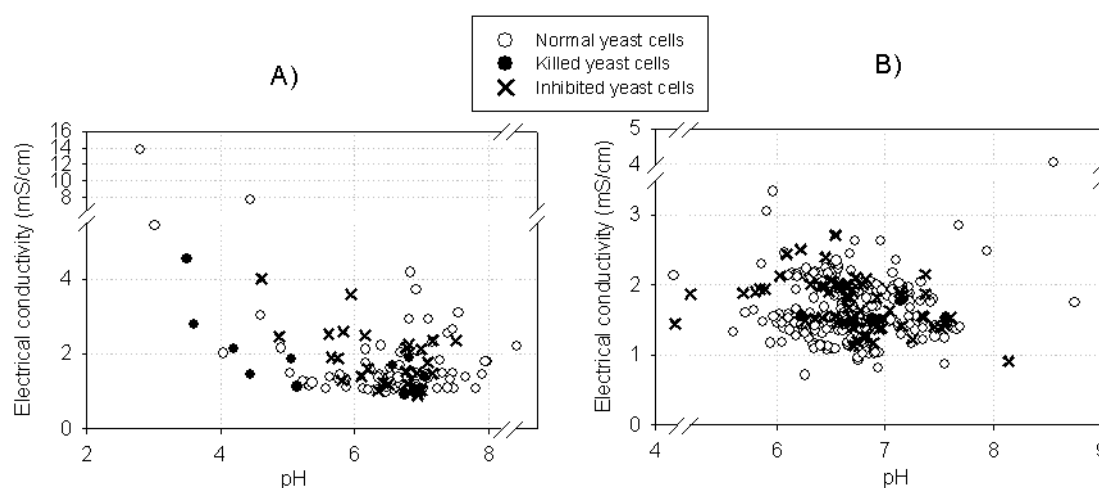 Normal yeast cells
Killed yeast cells
Inhibited yeast cells
A)
B)
Electrical conductivity (mS/cm)
16
14
12
10
8
4
2
0
2
4
6
8
pH
Electrical conductivity (mS/cm)
5
4
3
2
1
0
4
6
7
8
9
pH